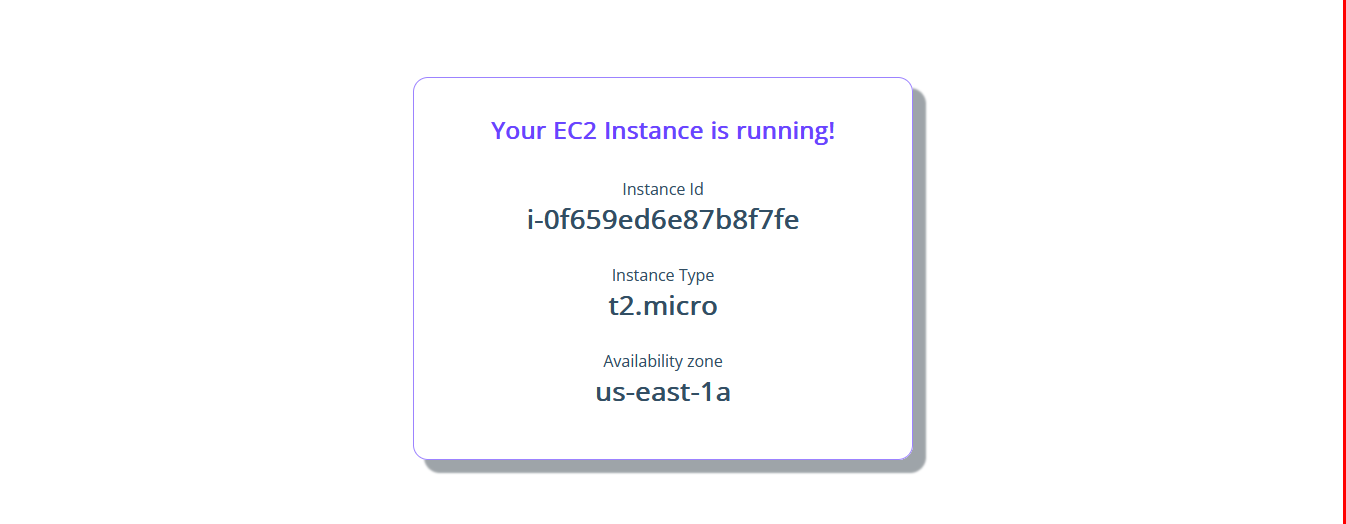 Your EC2 Instance is running!
Instance Id
i-0f659ed6e87b8f7fe
Instance Type
t2.micro
Availability zone
us-east-1a